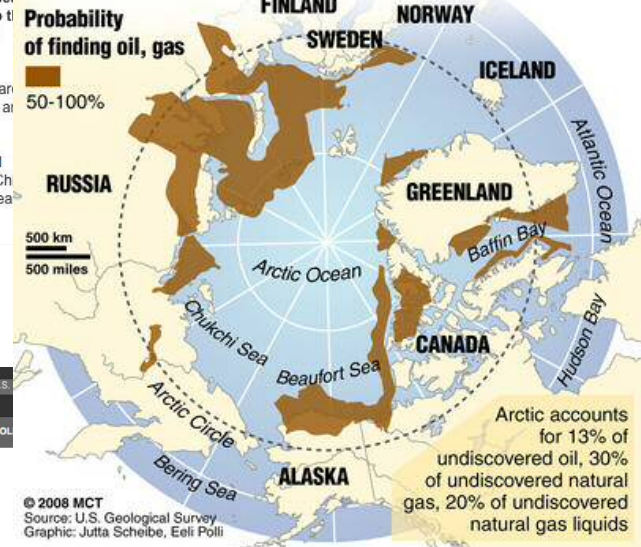 Probability
of finding oil, gas
50-100%
FINLAND
NORWAY
SWEDEN
ICELAND
Atlantic Ocean
RUSSIA
GREENLAND
500 km
500 miles
Baffin Bay
Arctic Ocean
Chukchi Sea
Beaufort Sea
CANADA
Hudson Bay
Arctic Circle
Bering Sea
ALASKA
Arctic accounts
for 13% of
undiscovered oil, 30%
of undiscovered natural
gas, 20% of undiscovered
natural gas liquids
© 2008 MCT
Source: U.S. Geological Survey
Graphic: Jutta Scheibe, Eeli Polli